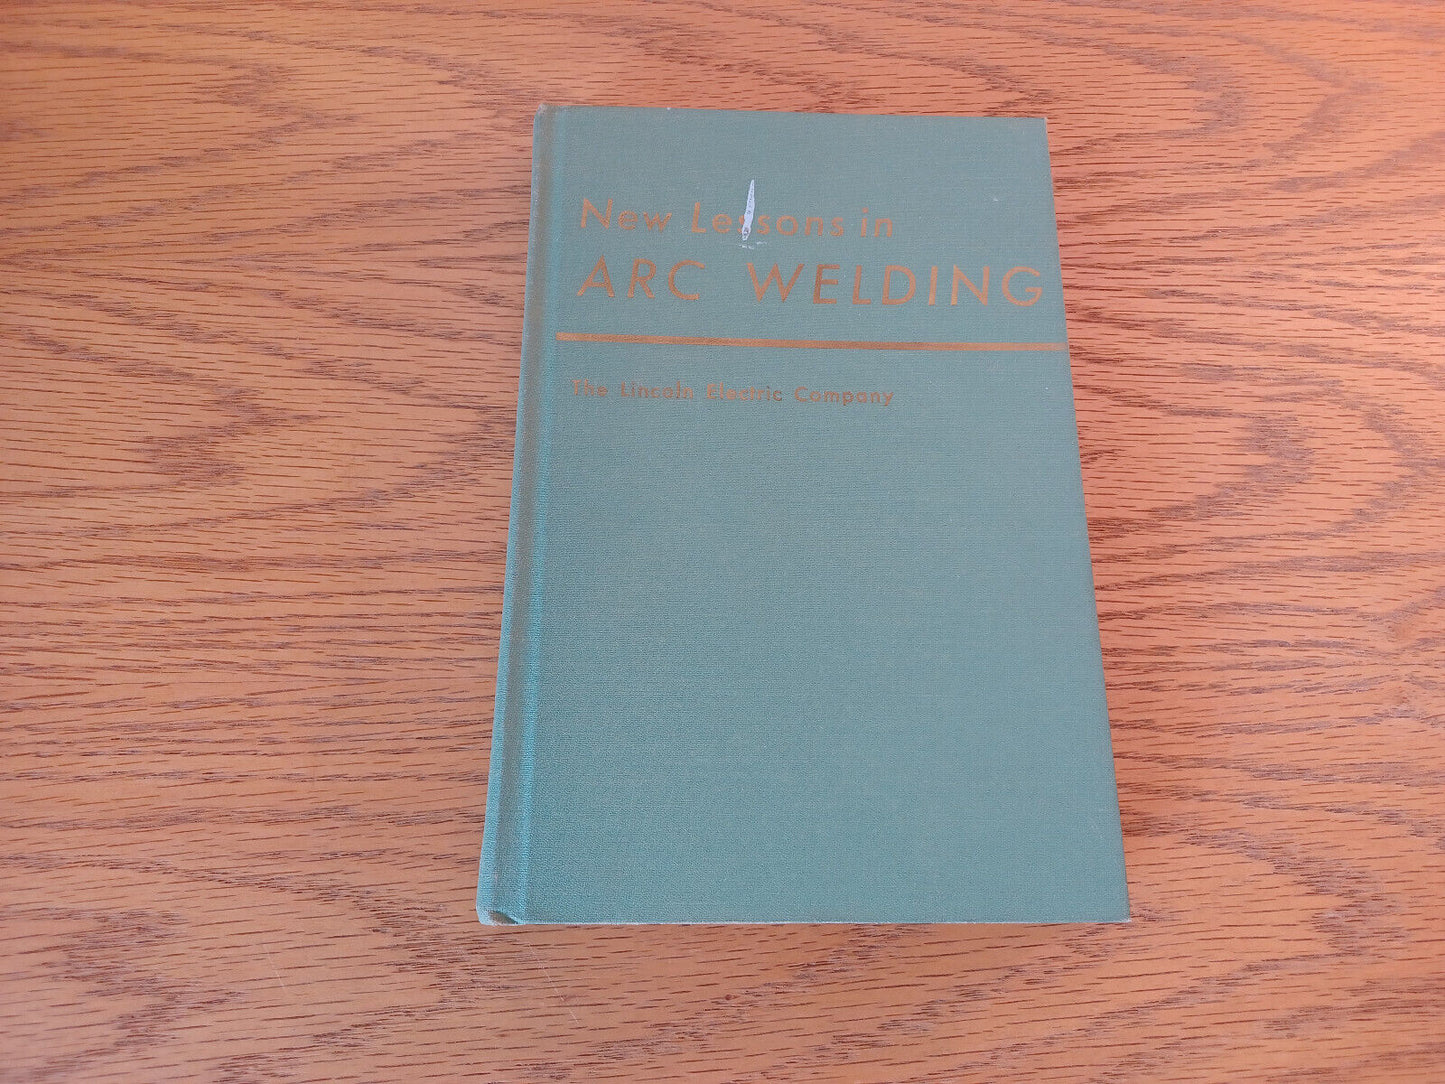 New Lessons in
ARC WELDING
The Lincoln Electric Company